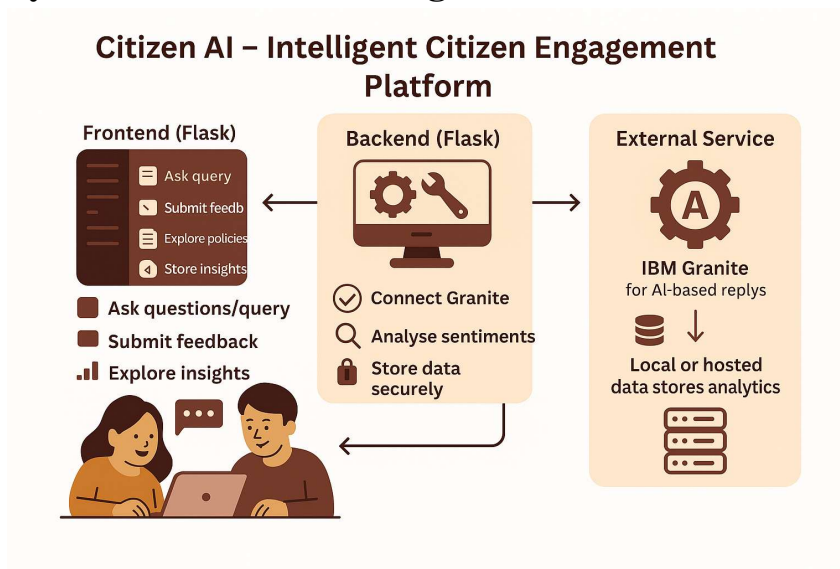 Citizen AI – Intelligent Citizen Engagement
Platform
Frontend (Flask)
Ask query
Submit feedb
Explore policies
Store insights
Ask questions/query
Submit feedback
Explore insights
Backend (Flask)
Connect Granite
Analyse sentiments
Store data
securely
External Service
A
IBM Granite
for AI-based replys
Local or hosted
data stores analytics